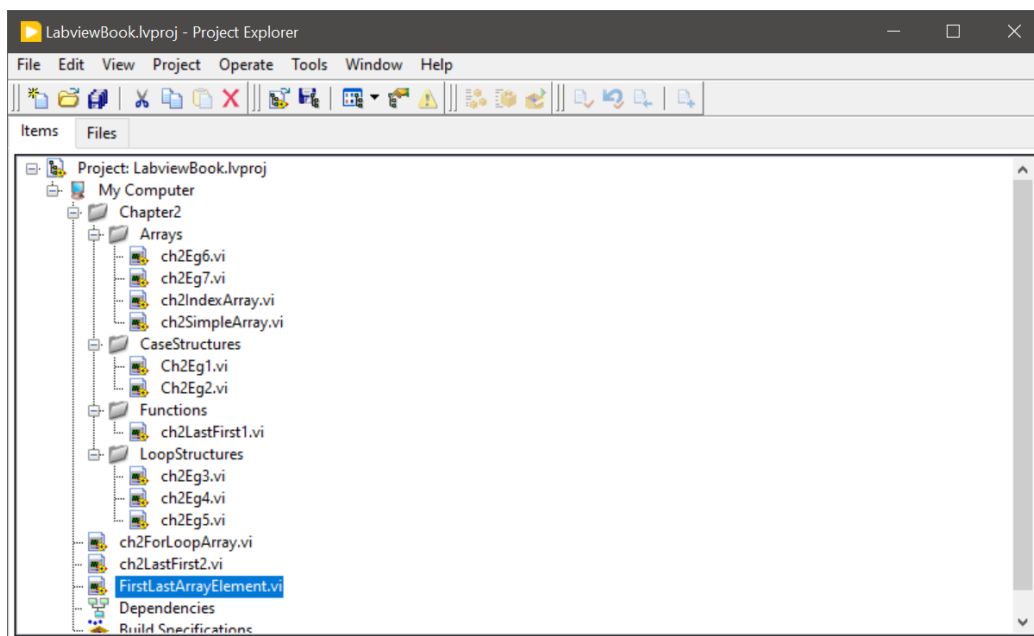 LabviewBook.lvproj - Project Explorer
File Edit View Project Operate Tools Window Help
Items Files
Project: LabviewBook.lvproj
My Computer
Chapter2
Arrays
ch2Eg6.vi
ch2Eg7.vi
ch2IndexArray.vi
ch2SimpleArray.vi
CaseStructures
Ch2Eg1.vi
Ch2Eg2.vi
Functions
ch2LastFirst1.vi
LoopStructures
ch2Eg3.vi
ch2Eg4.vi
ch2Eg5.vi
ch2ForLoopArray.vi
ch2LastFirst2.vi
FirstLastArrayElement.vi
Dependencies
Build Specifications